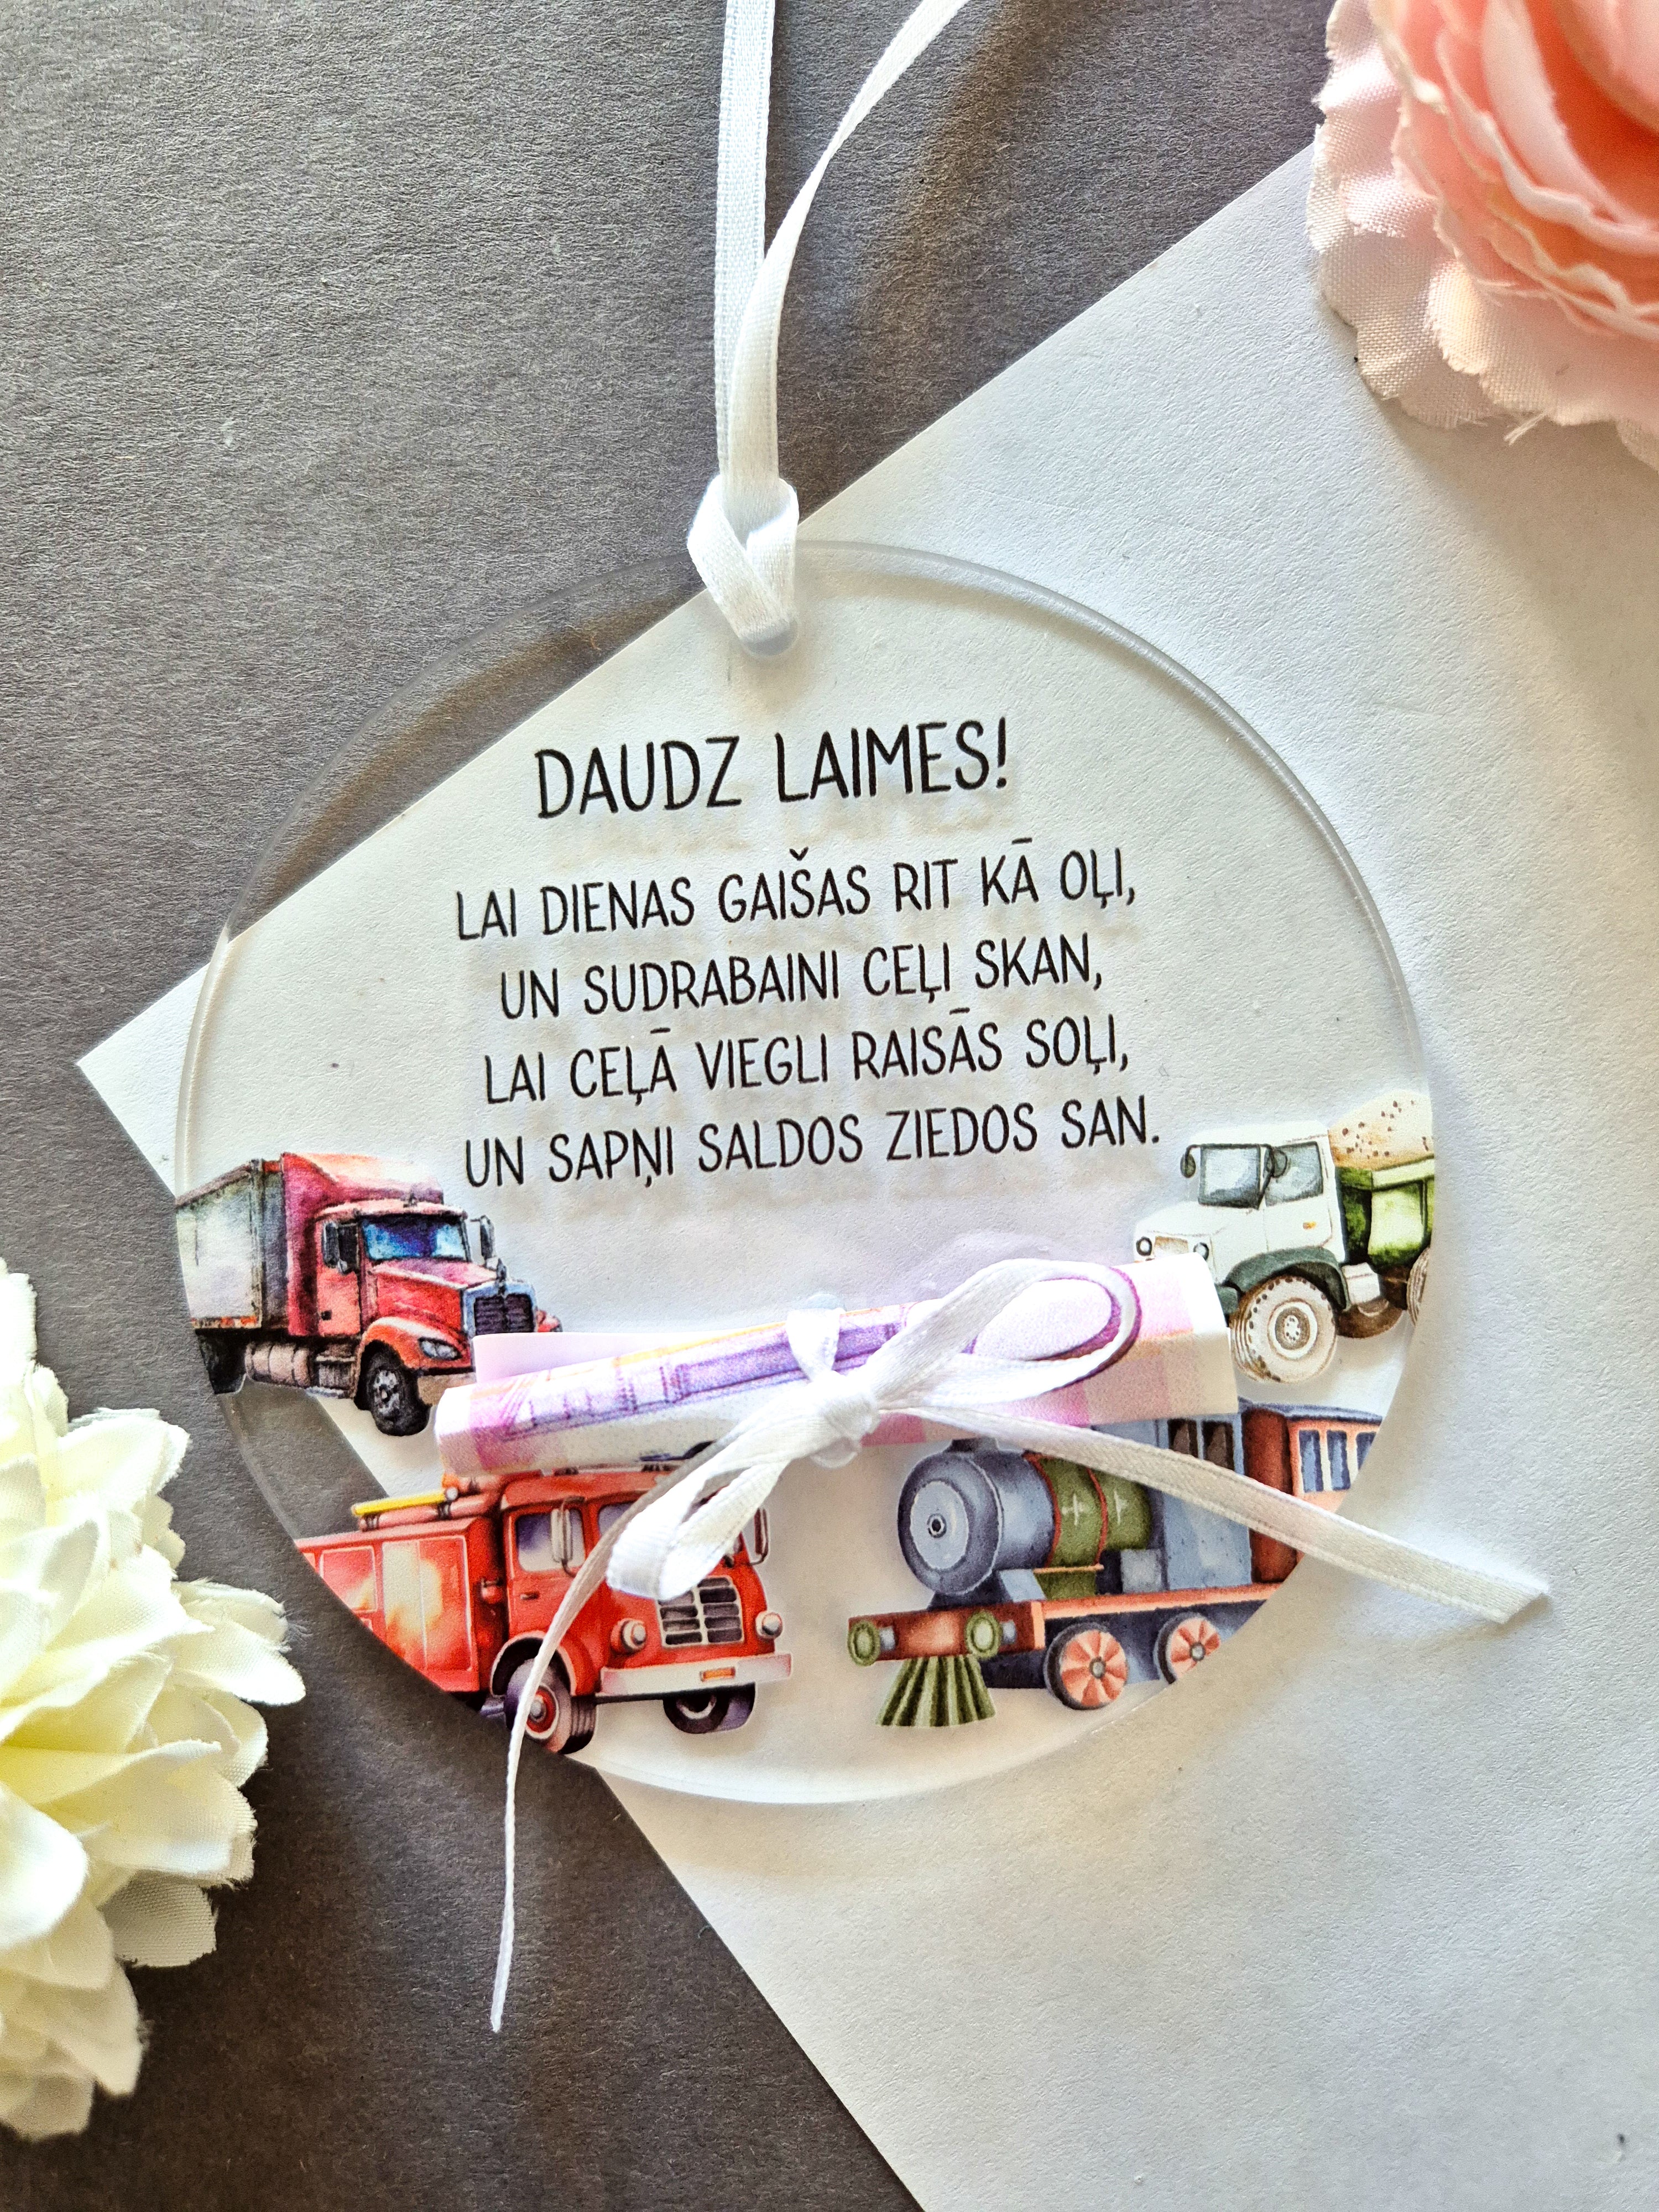 DAUDZ LAIMES!
LAI DIENAS GAIŠAS RIT KĀ OĻI,
UN SUDRABAINI CEĻI SKAN,
LAI CEĻĀ VIEGLI RAISĀS SOĻI,
UN SAPŅI SALDOS ZIEDOS SAN.